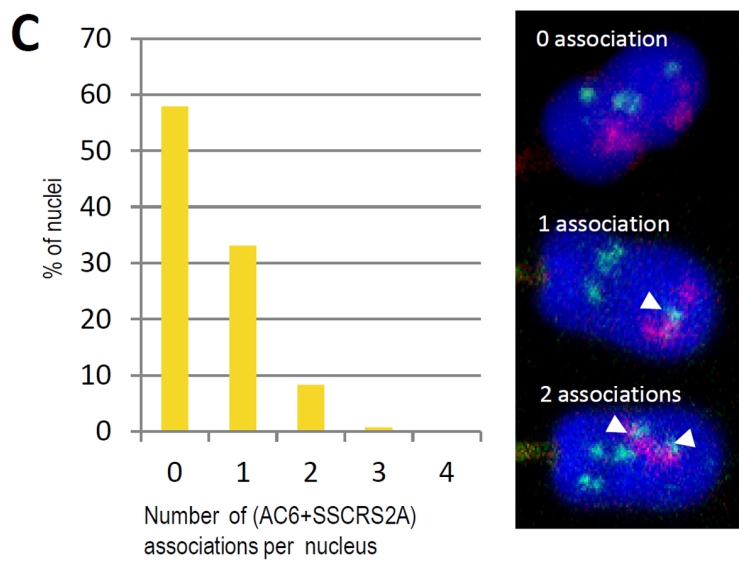 C
70
60
50
40
30
20
10
0
% of nuclei
0 1 2 3 4
Number of (AC6+SSCRS2A)
associations per nucleus
0 association
1 association
2 associations